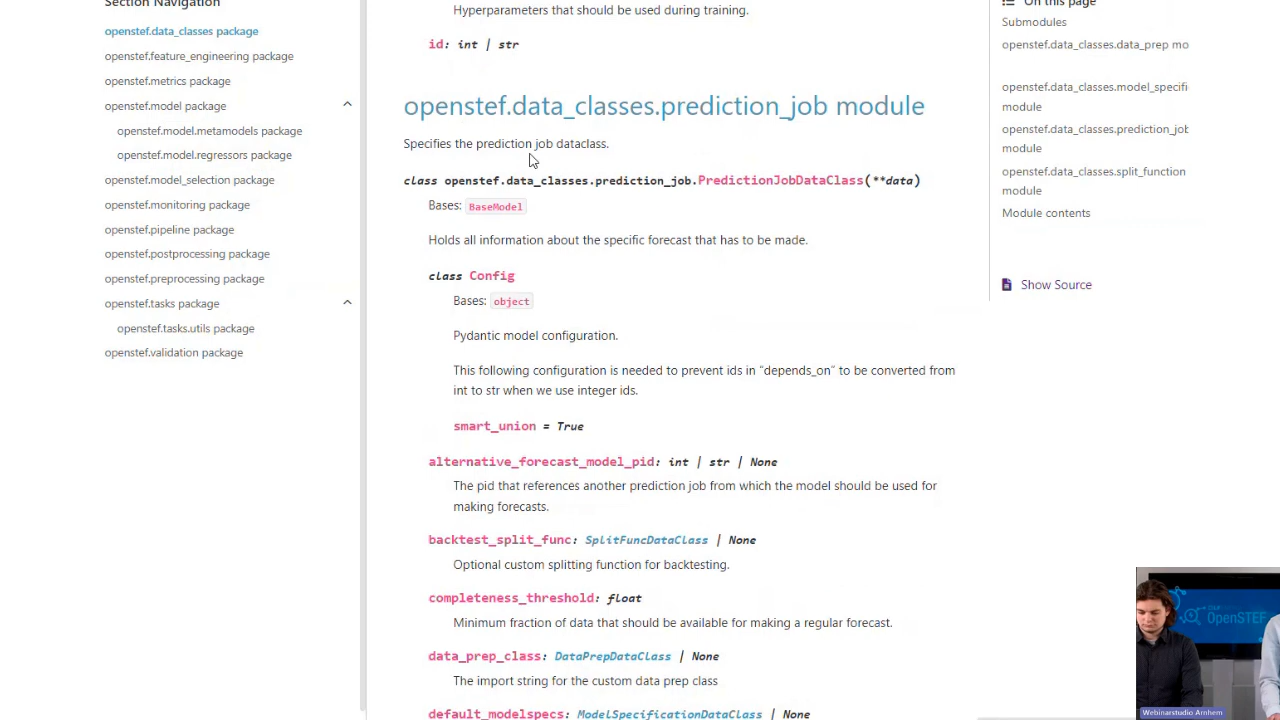 Section Navigation
openstef.data_classes package
openstef.feature_engineering package
openstef.metrics package
openstef.model package
openstef.model.metamodels package
openstef.model.regressors package
openstef.model_selection package
openstef.monitoring package
openstef.pipeline package
openstef.postprocessing package
openstef.preprocessing package
openstef.tasks package
openstef.tasks.utils package
openstef.validation package
Hyperparameters that should be used during training.
id: int | str
openstef.data_classes.prediction_job module
Specifies the prediction job dataclass.
class openstef.data_classes.prediction_job.PredictionJobDataClass(**data)
Bases: BaseModel
Holds all information about the specific forecast that has to be made.
class Config
Bases: object
Pydantic model configuration.
This following configuration is needed to prevent ids in “depends_on” to be converted from
int to str when we use integer ids.
smart_union = True
alternative_forecast_model_pid: int | str | None
The pid that references another prediction job from which the model should be used for
making forecasts.
backtest_split_func: SplitFuncDataClass | None
Optional custom splitting function for backtesting.
completeness_threshold: float
Minimum fraction of data that should be available for making a regular forecast.
data_prep_class: DataPrepDataClass | None
The import string for the custom data prep class
default_modelspecs: ModelSpecificationDataClass | None
On this page
Submodules
openstef.data_classes.data_prep mo
openstef.data_classes.model_specifi
module
openstef.data_classes.prediction_job
module
openstef.data_classes.split_function
module
Module contents
Show Source
OpenSTEF
Webinarstudio Arnhem